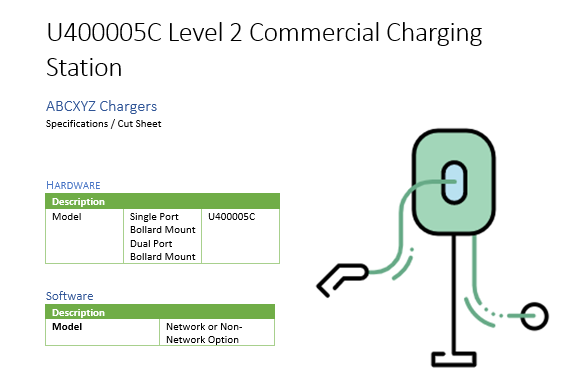 U400005C Level 2 Commercial Charging
Station
ABCXYZ Chargers
Specifications / Cut Sheet
HARDWARE
Description
Model Single Port U400005C
Bollard Mount
Dual Port
Bollard Mount
Software
Description
Model Network or Non-
Network Option